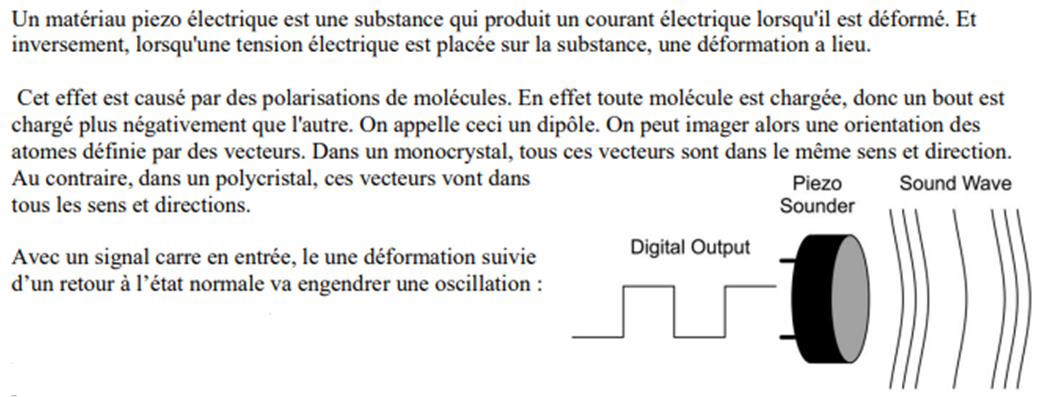 Un matériau piezo électrique est une substance qui produit un courant électrique lorsqu'il est déformé. Et
inversement, lorsqu'une tension électrique est placée sur la substance, une déformation a lieu.
Cet effet est causé par des polarisations de molécules. En effet toute molécule est chargée, donc un bout est
chargé plus négativement que l'autre. On appelle ceci un dipôle. On peut imager alors une orientation des
atomes définie par des vecteurs. Dans un monocrystal, tous ces vecteurs sont dans le même sens et direction.
Au contraire, dans un polycristal, ces vecteurs vont dans
tous les sens et directions.
Avec un signal carre en entrée, le une déformation suivie
d'un retour à l'état normale va engendrer une oscillation :
Piezo
Sounder
Sound Wave
Digital Output